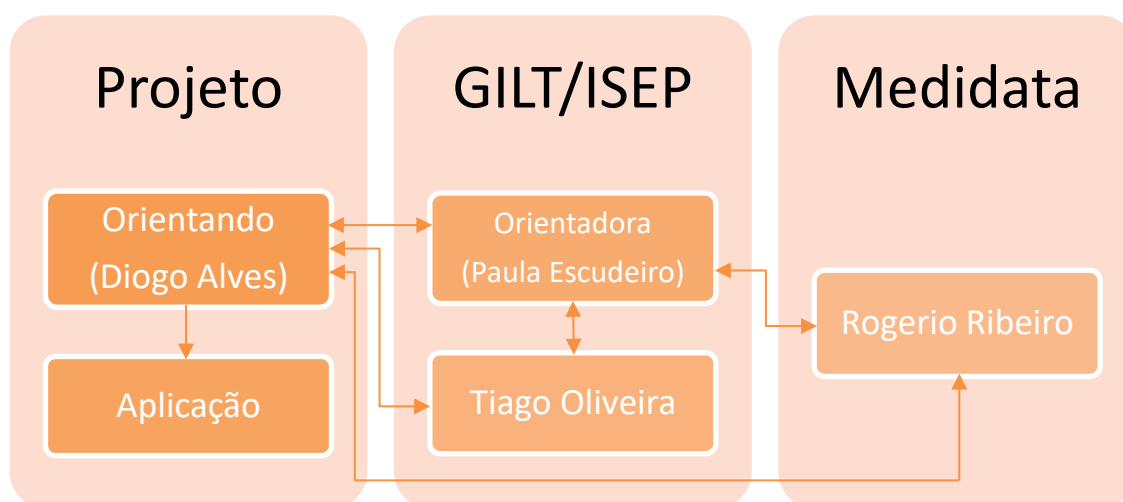 Projeto
Orientando
(Diogo Alves)
Aplicação
GILT/ISEP
Orientadora
(Paula Escudeiro)
Tiago Oliveira
Medidata
Rogerio Ribeiro